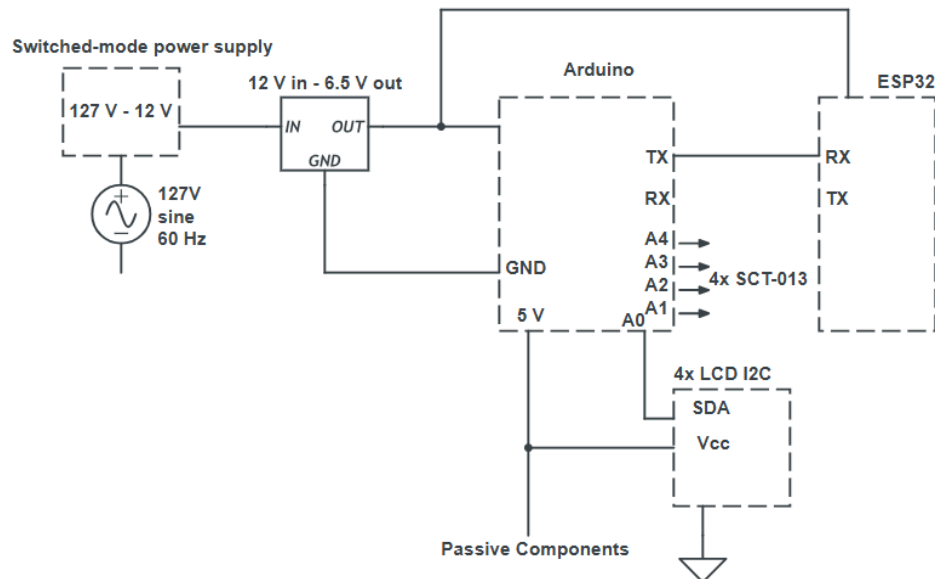 Switched-mode power supply
127 V - 12 V
127V
sine
60 Hz
12 V in - 6.5 V out
IN
OUT
GND
Arduino
TX
RX
A4
A3
A2
A1
A0
GND
5 V
4x SCT-013
ESP32
RX
TX
4x LCD I2C
SDA
Vcc
Passive Components